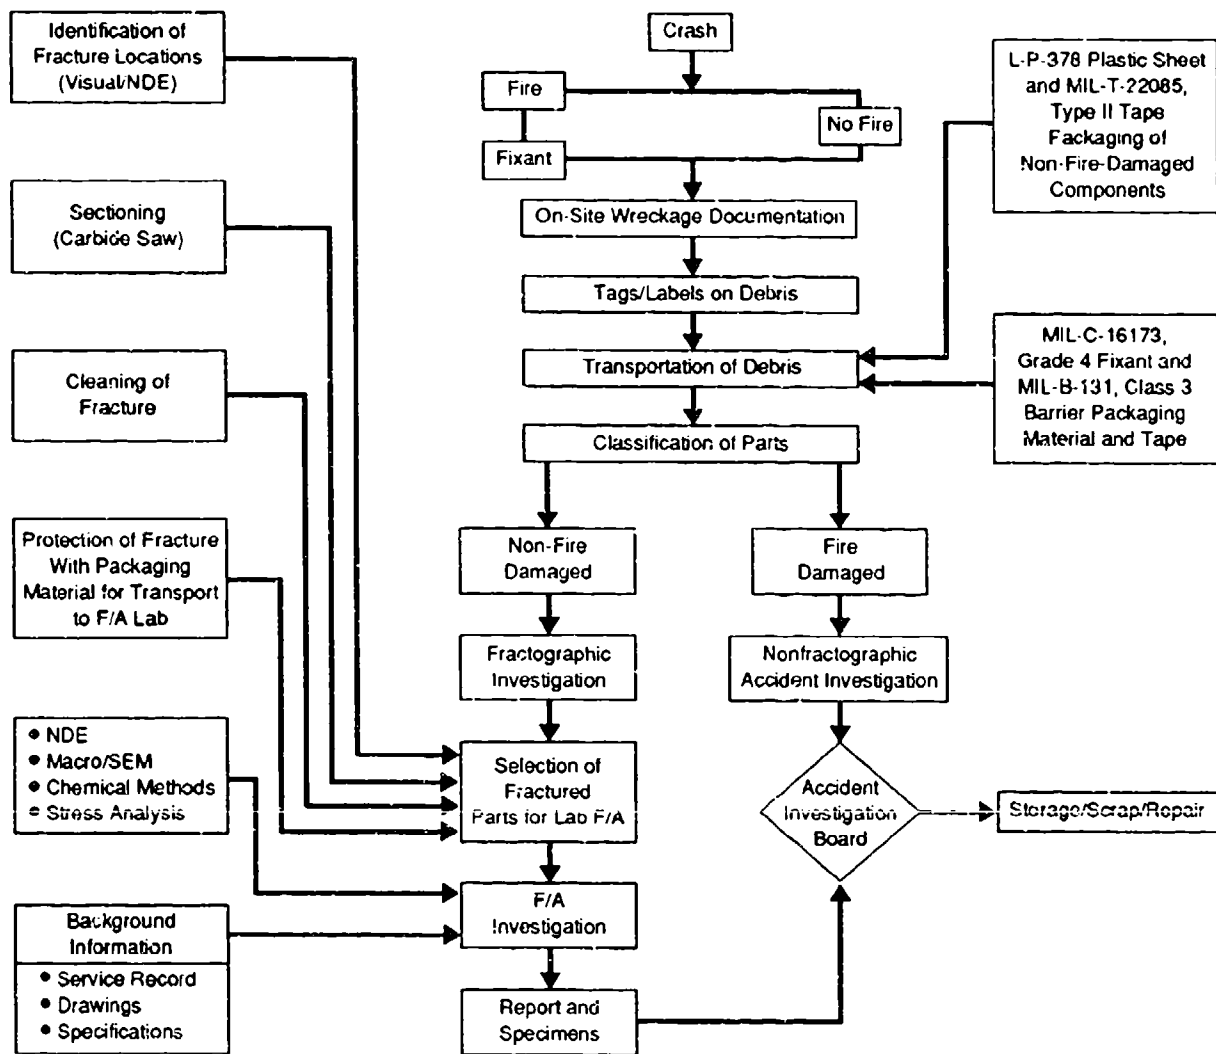 Identification of
Fracture Locations
(Visual/NDE)
Sectioning
(Carbide Saw)
Cleaning of
Fracture
Protection of Fracture
With Packaging
Material for Transport
to F/A Lab
● NDE
● Macro/SEM
● Chemical Methods
● Stress Analysis
Background
Information
● Service Record
● Drawings
● Specifications
Crash
Fire
No Fire
Fixant
On-Site Wreckage Documentation
Tags/Labels on Debris
Transportation of Debris
Classification of Parts
Non-Fire
Damaged
Fractographic
Investigation
Selection of
Fractured
Parts for Lab F/A
F/A
Investigation
Report and
Specimens
Fire
Damaged
Nonfractographic
Accident Investigation
Accident
Investigation
Board
Storage/Scrap/Repair
L-P-378 Plastic Sheet
and MIL-T-22085,
Type II Tape
Packaging of
Non-Fire-Damaged
Components
MIL-C-16173,
Grade 4 Fixant and
MIL-B-131, Class 3
Barrier Packaging
Material and Tape